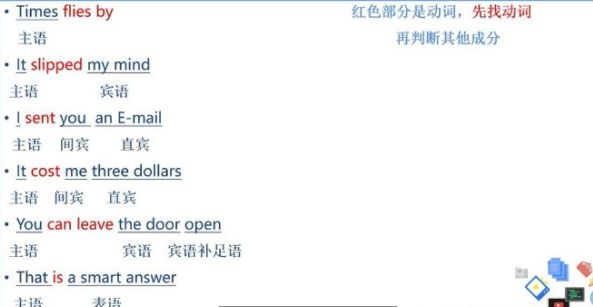 Times flies by
红色部分是动词，先找动词
主语
再判断其他成分
It slipped my mind
主语 宾语
I sent you an E-mail
主语 间宾 直宾
It cost me three dollars
主语 间宾 直宾
You can leave the door open
主语 宾语 宾语补足语
That is a smart answer
主语 表语